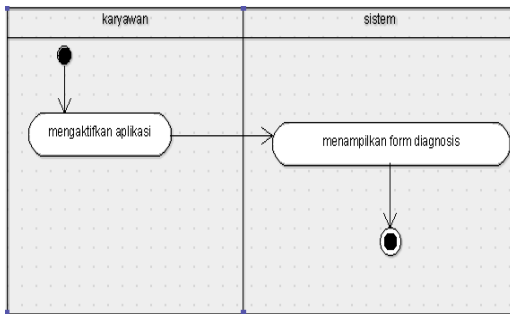 karyawan
sistem
mengaktifkan aplikasi
menampilkan form diagnosis